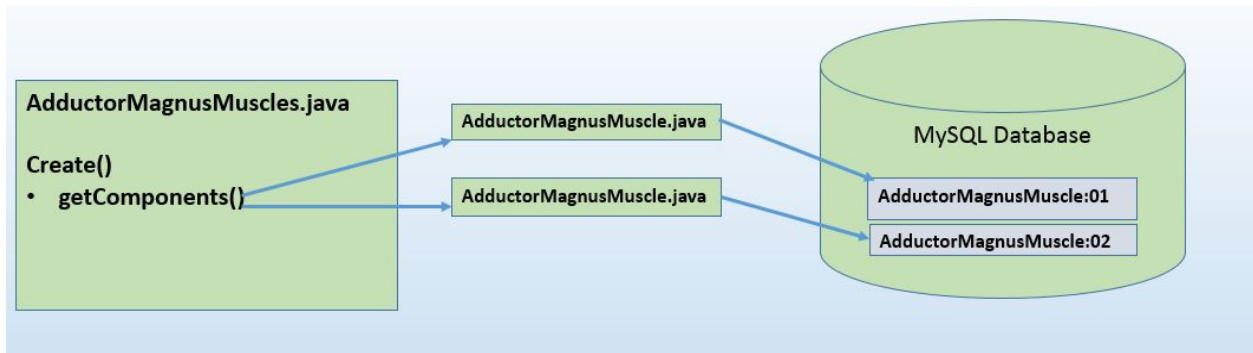 AdductorMagnusMuscles.java
Create()
• getComponents()
AdductorMagnusMuscle.java
AdductorMagnusMuscle.java
MySQL Database
AdductorMagnusMuscle:01
AdductorMagnusMuscle:02